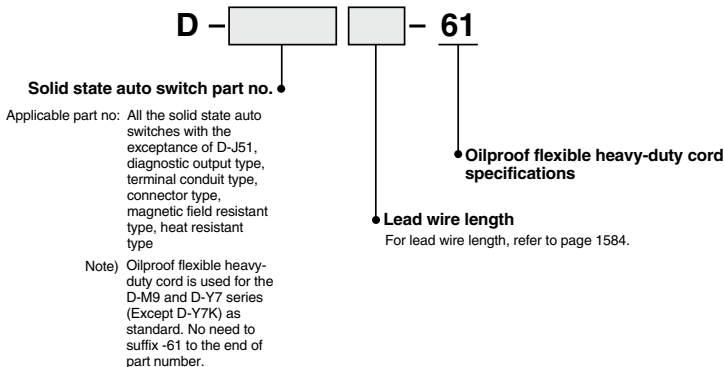 D – – 61
Solid state auto switch part no.
Applicable part no: All the solid state auto
switches with the
exceptance of D-J51,
diagnostic output type,
terminal conduit type,
connector type,
magnetic field resistant
type, heat resistant
type
Note) Oilproof flexible heavy-
duty cord is used for the
D-M9 and D-Y7 series
(Except D-Y7K) as
standard. No need to
suffix -61 to the end of
part number.
Oilproof flexible heavy-duty cord
specifications
Lead wire length
For lead wire length, refer to page 1584.